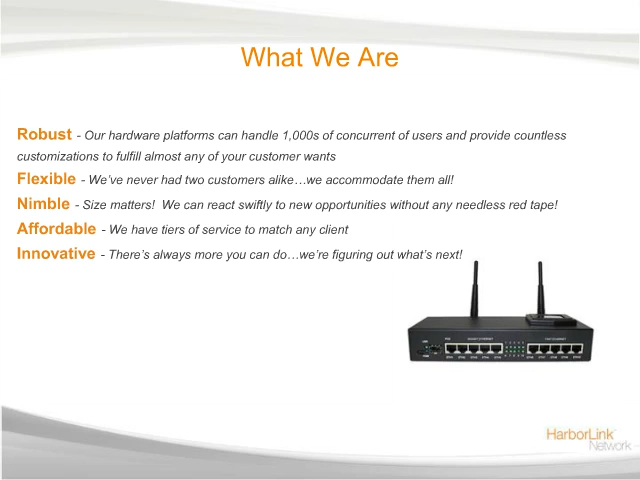 What We Are
Robust - Our hardware platforms can handle 1,000s of concurrent of users and provide countless
customizations to fulfill almost any of your customer wants
Flexible - We've never had two customers alike…we accommodate them all!
Nimble - Size matters!  We can react swiftly to new opportunities without any needless red tape!
Affordable - We have tiers of service to match any client
Innovative - There's always more you can do…we're figuring out what's next!
HarborLink
Network